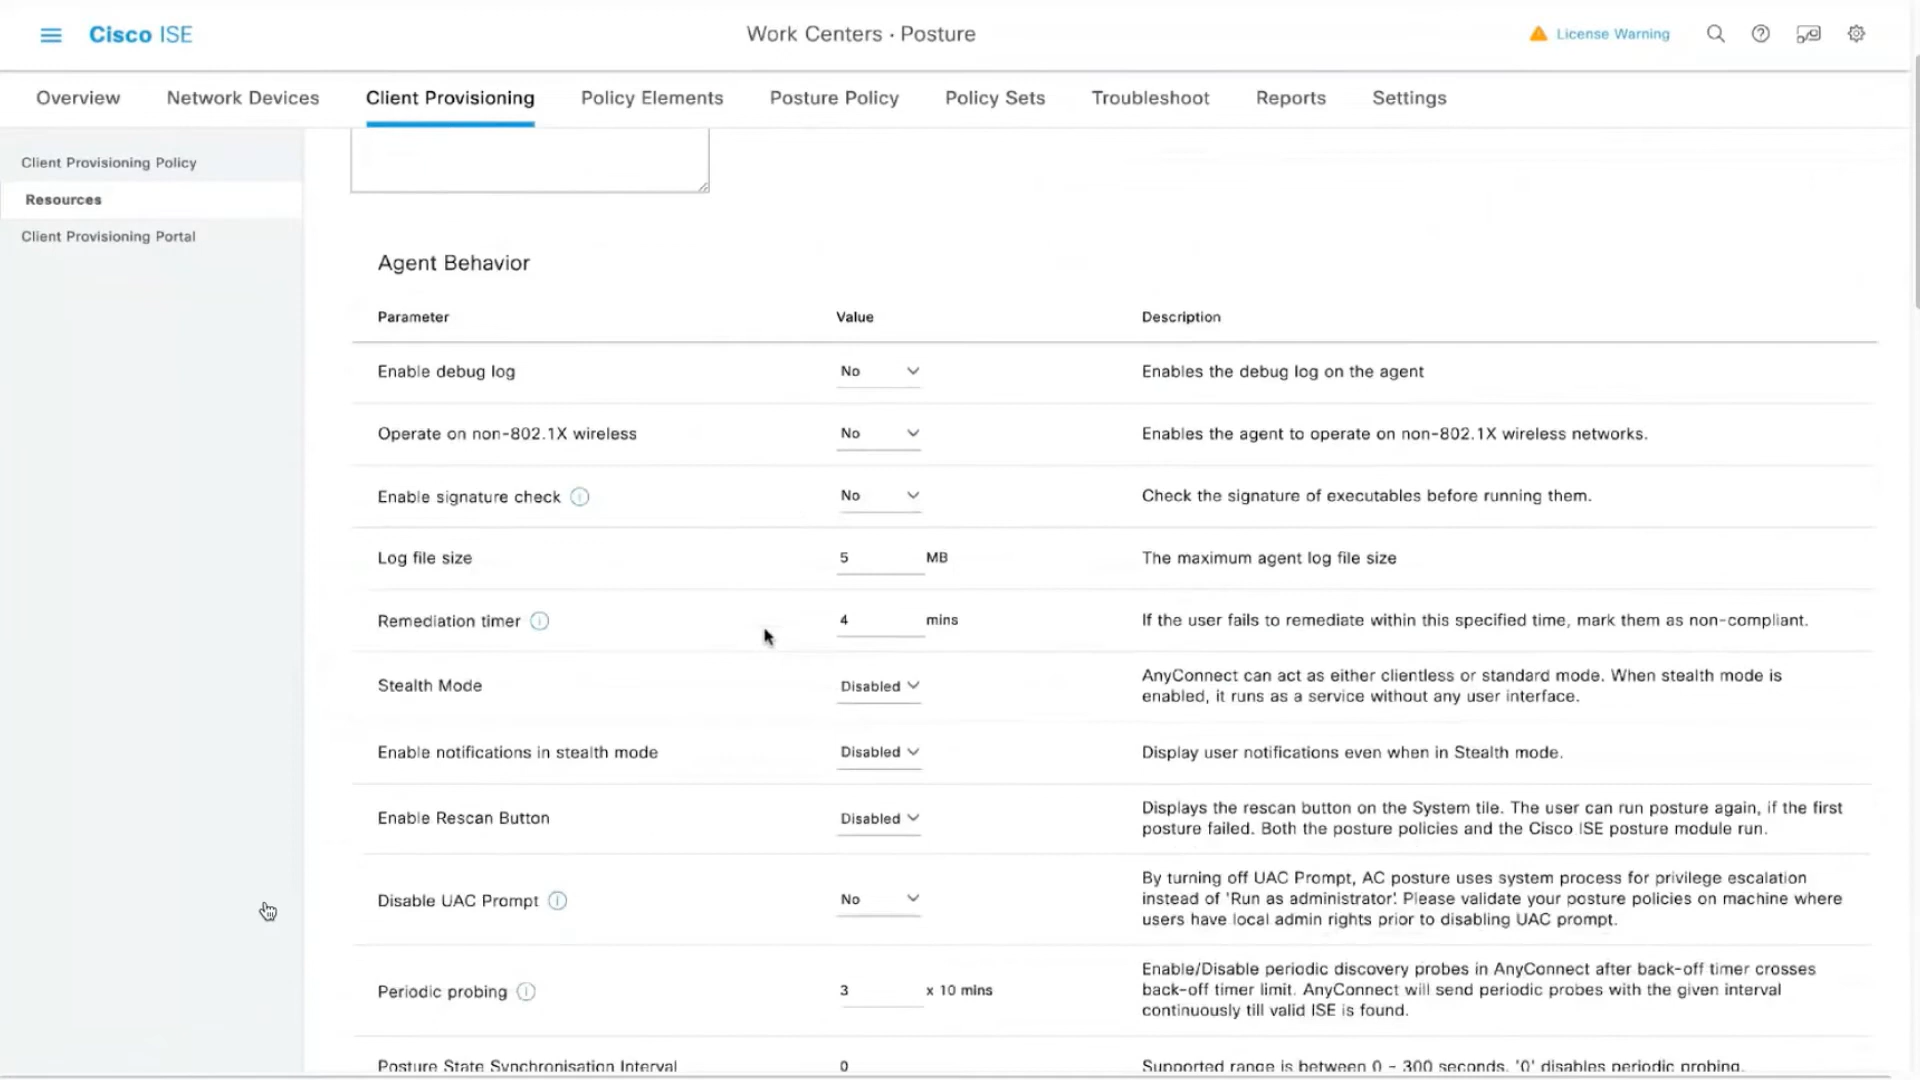 Cisco ISE
Work Centers · Posture
License Warning
Overview
Network Devices
Client Provisioning
Policy Elements
Posture Policy
Policy Sets
Troubleshoot
Reports
Settings
Client Provisioning Policy
Resources
Client Provisioning Portal
Agent Behavior
Parameter
Value
Description
Enable debug log
No
Enables the debug log on the agent
Operate on non-802.1X wireless
No
Enables the agent to operate on non-802.1X wireless networks.
Enable signature check
No
Check the signature of executables before running them.
Log file size
5 MB
The maximum agent log file size
Remediation timer
4 mins
If the user fails to remediate within this specified time, mark them as non-compliant.
Stealth Mode
Disabled
AnyConnect can act as either clientless or standard mode. When stealth mode is
enabled, it runs as a service without any user interface.
Enable notifications in stealth mode
Disabled
Display user notifications even when in Stealth mode.
Enable Rescan Button
Disabled
Displays the rescan button on the System tile. The user can run posture again, if the first
posture failed. Both the posture policies and the Cisco ISE posture module run.
Disable UAC Prompt
No
By turning off UAC Prompt, AC posture uses system process for privilege escalation
instead of 'Run as administrator'. Please validate your posture policies on machine where
users have local admin rights prior to disabling UAC prompt.
Periodic probing
3 x 10 mins
Enable/Disable periodic discovery probes in AnyConnect after back-off timer crosses
back-off timer limit. AnyConnect will send periodic probes with the given interval
continuously till valid ISE is found.
Posture State Synchronisation Interval
0
Supported range is between 0 - 300 seconds. '0' disables periodic probing.